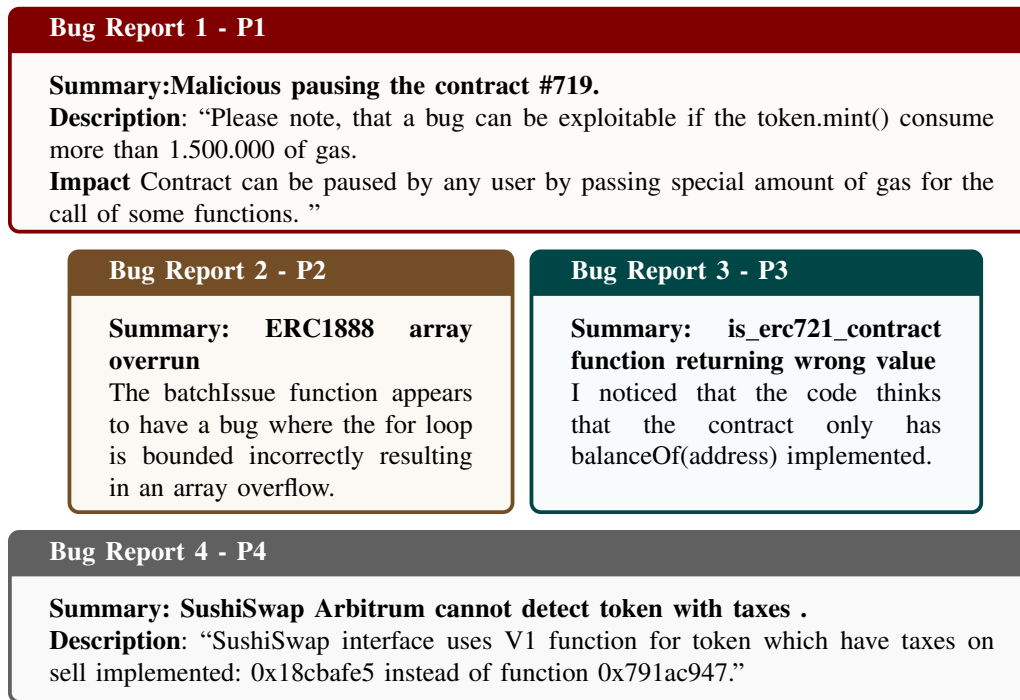 Bug Report 1 - P1
Summary:Malicious pausing the contract #719.
Description: “Please note, that a bug can be exploitable if the token.mint() consume
more than 1.500.000 of gas.
Impact Contract can be paused by any user by passing special amount of gas for the
call of some functions. ”
Bug Report 2 - P2
Summary: ERC1888 array
overrun
The batchIssue function appears
to have a bug where the for loop
is bounded incorrectly resulting
in an array overflow.
Bug Report 3 - P3
Summary: is_erc721_contract
function returning wrong value
I noticed that the code thinks
that the contract only has
balanceOf(address) implemented.
Bug Report 4 - P4
Summary: SushiSwap Arbitrum cannot detect token with taxes .
Description: “SushiSwap interface uses V1 function for token which have taxes on
sell implemented: 0x18cbafe5 instead of function 0x791ac947.”